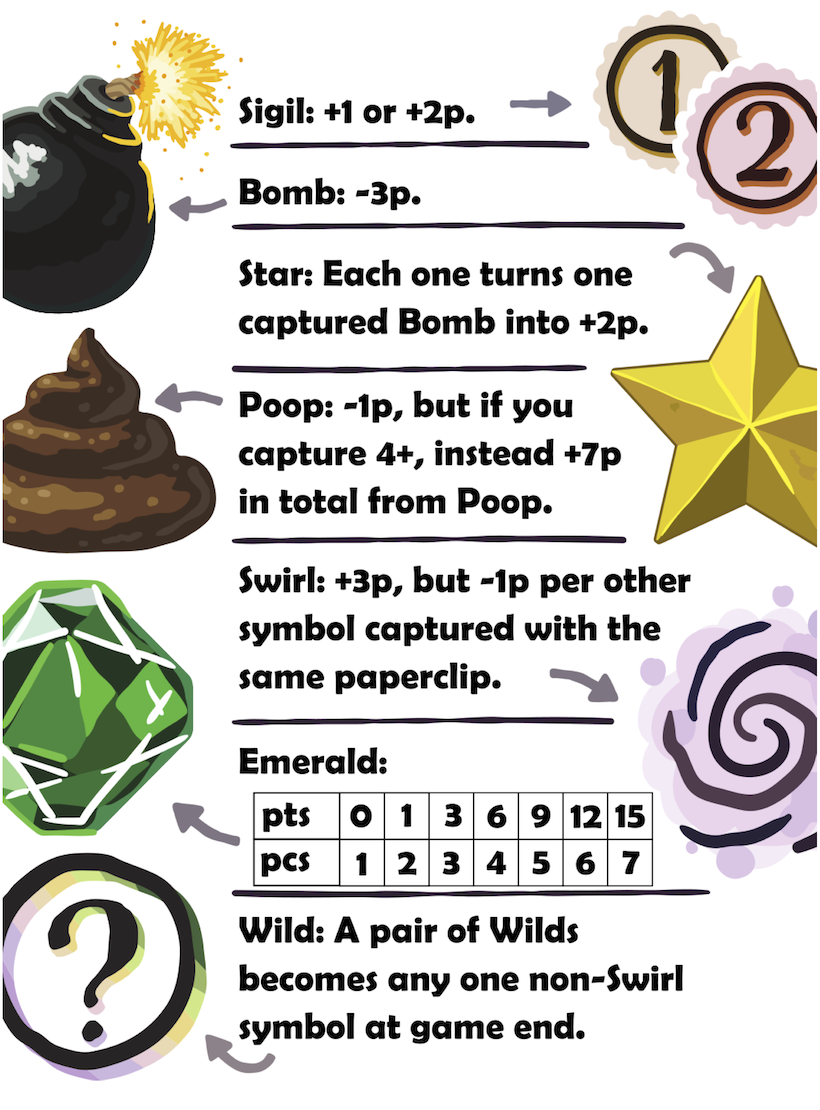 Sigil: +1 or +2p.
1
2
Bomb: -3p.
Star: Each one turns one
captured Bomb into +2p.
Poop: -1p, but if you
capture 4+, instead +7p
in total from Poop.
Swirl: +3p, but -1p per other
symbol captured with the
same paperclip.
Emerald:
pts 0 1 3 6 9 12 15
pcs 1 2 3 4 5 6 7
Wild: A pair of Wilds
becomes any one non-Swirl
symbol at game end.
?